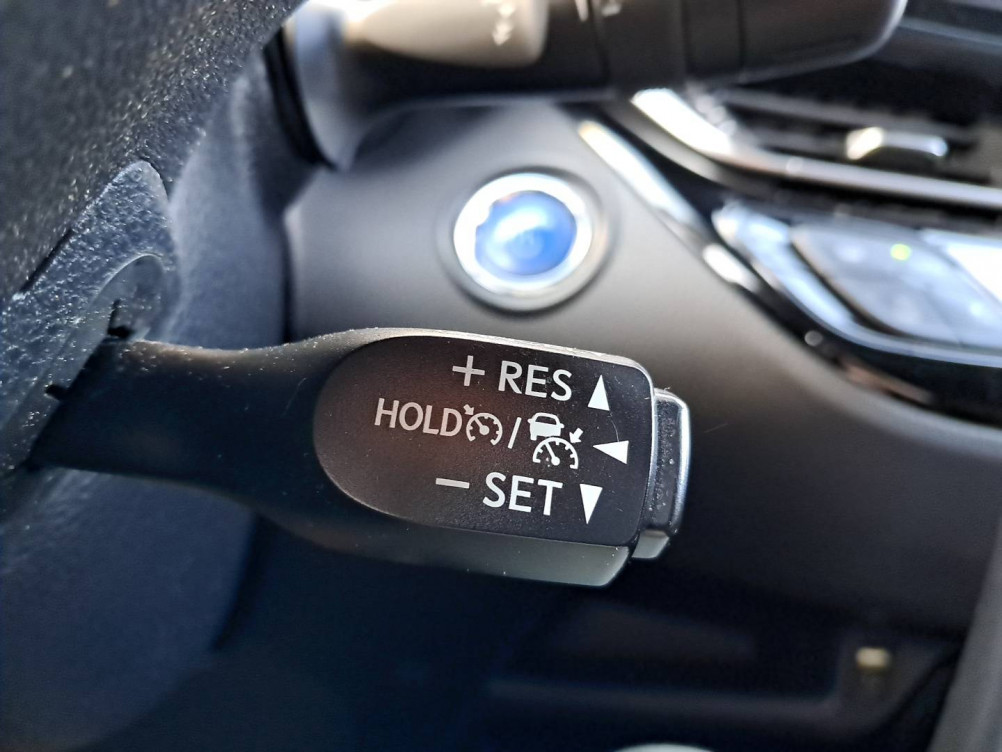 + RES ▲
HOLD / ◀
− SET ▼